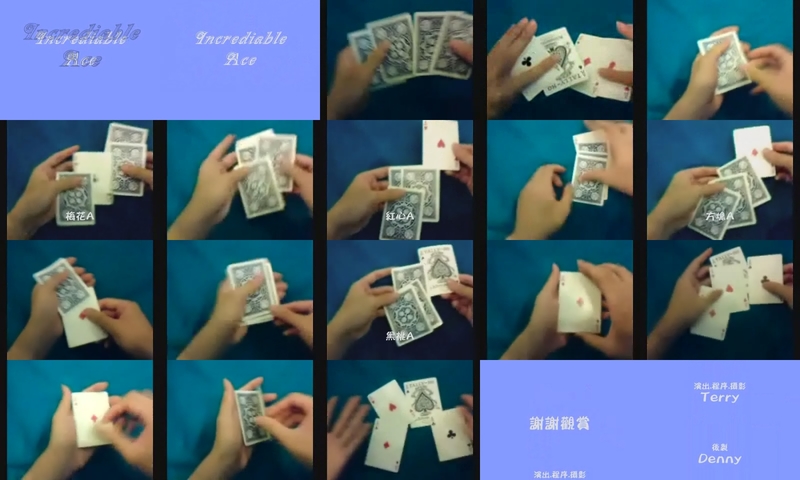 Incrediable
Ace
Incrediable
Ace
梅花A
紅心A
方塊A
黑桃A
謝謝觀賞
演出.程序.攝影
演出.程序.攝影
Terry
後製
Denny